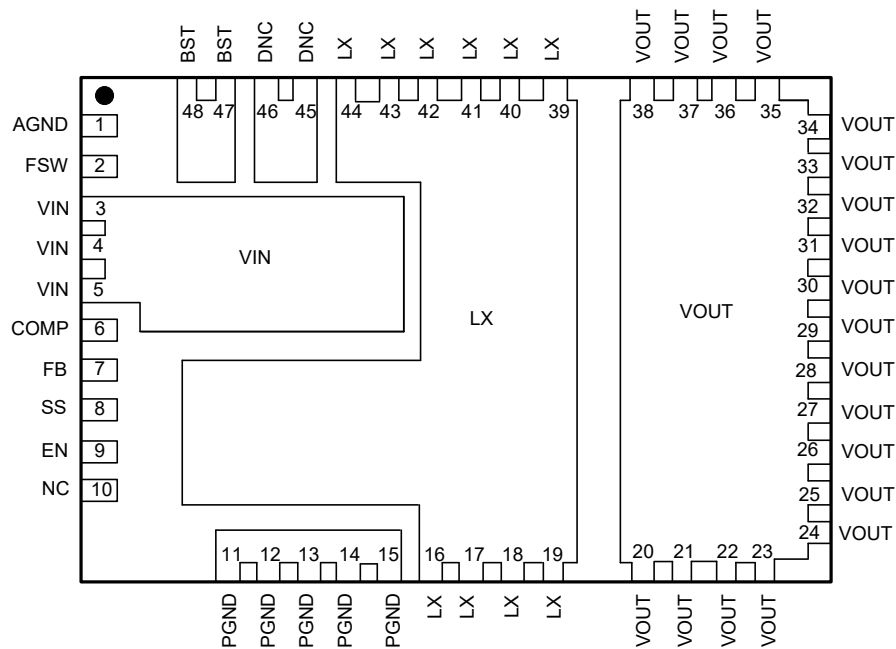 BST BST DNC DNC LX LX LX LX LX LX VOUT VOUT VOUT VOUT
48 47 46 45 44 43 42 41 40 39 38 37 36 35
AGND 1
FSW 2
VIN 3
VIN 4
VIN 5
COMP 6
FB 7
SS 8
EN 9
NC 10
VIN
LX
VOUT
34 VOUT
33 VOUT
32 VOUT
31 VOUT
30 VOUT
29 VOUT
28 VOUT
27 VOUT
26 VOUT
25 VOUT
24 VOUT
11 12 13 14 15 16 17 18 19 20 21 22 23
PGND PGND PGND PGND PGND LX LX LX LX VOUT VOUT VOUT VOUT